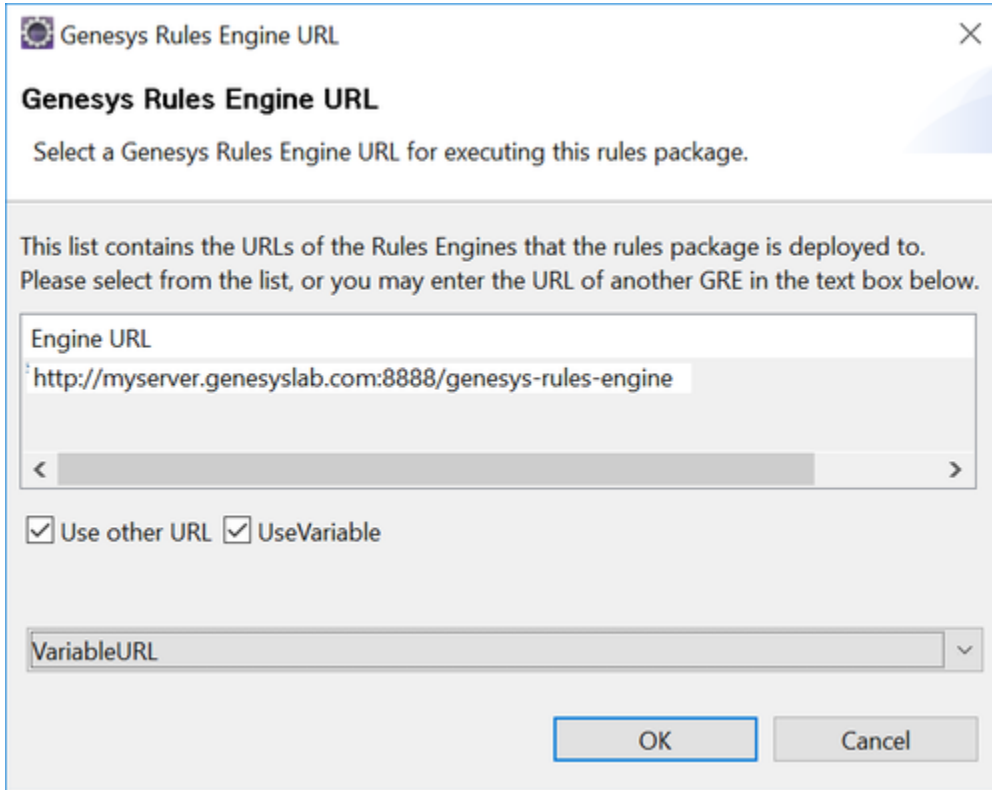 Genesys Rules Engine URL
Genesys Rules Engine URL
Select a Genesys Rules Engine URL for executing this rules package.
This list contains the URLs of the Rules Engines that the rules package is deployed to.
Please select from the list, or you may enter the URL of another GRE in the text box below.
Engine URL
http://myserver.genesyslab.com:8888/genesys-rules-engine
Use other URL UseVariable
VariableURL
OK Cancel